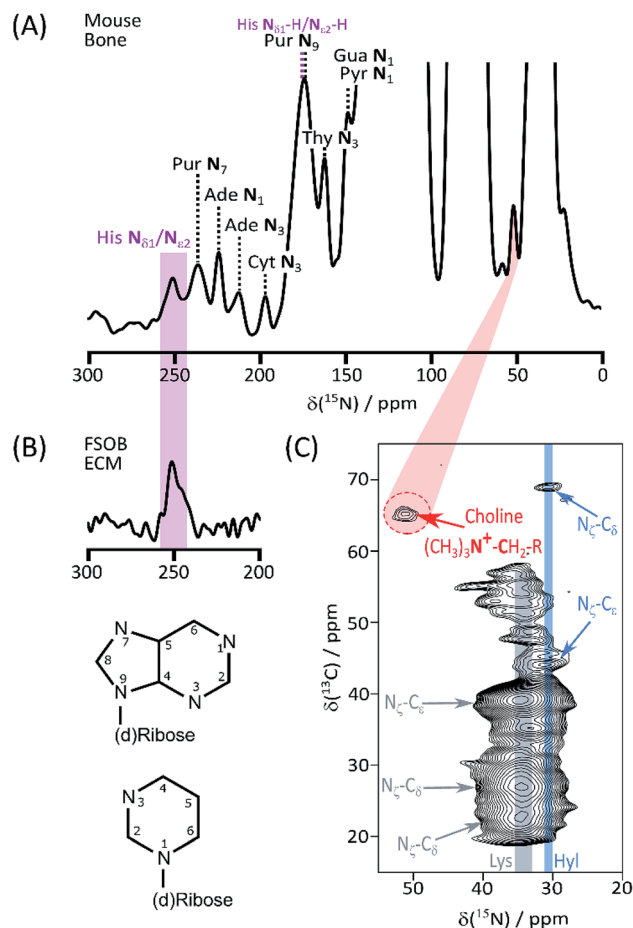 (A)
Mouse
Bone
His Nδ1-H/Nε2-H
Pur N9
Gua N1
Pyr N1
Thy N3
Pur N7
Ade N1
Ade N3
His Nδ1/Nε2
Cyt N3
300 250 200 150 100 50 0
δ(15N) / ppm
(B)
FSOB
ECM
300 250 200
N
7
8
9
N
5
4
6
1
N
2
3
N
(d)Ribose
N
3
4
5
2
6
1
N
(d)Ribose
(C)
70
60
50
40
30
20
δ(13C) / ppm
Choline
(CH3)3N+-CH2-R
Nζ-Cδ
Nζ-Cε
Nζ-Cε
Nζ-Cδ
Nζ-Cδ
Lys
Hyl
50 40 30 20
δ(15N) / ppm